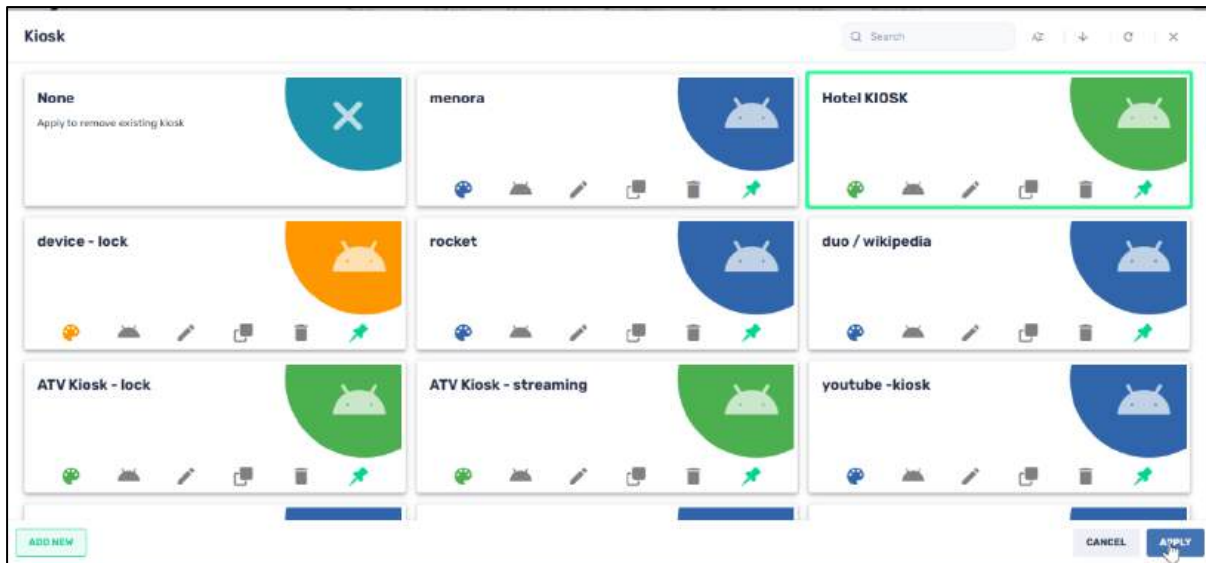 Kiosk
Search
None
Apply to remove existing kiosk
menora
Hotel KIOSK
device - lock
rocket
duo / wikipedia
ATV Kiosk - lock
ATV Kiosk - streaming
youtube -kiosk
ADD NEW
CANCEL
APPLY